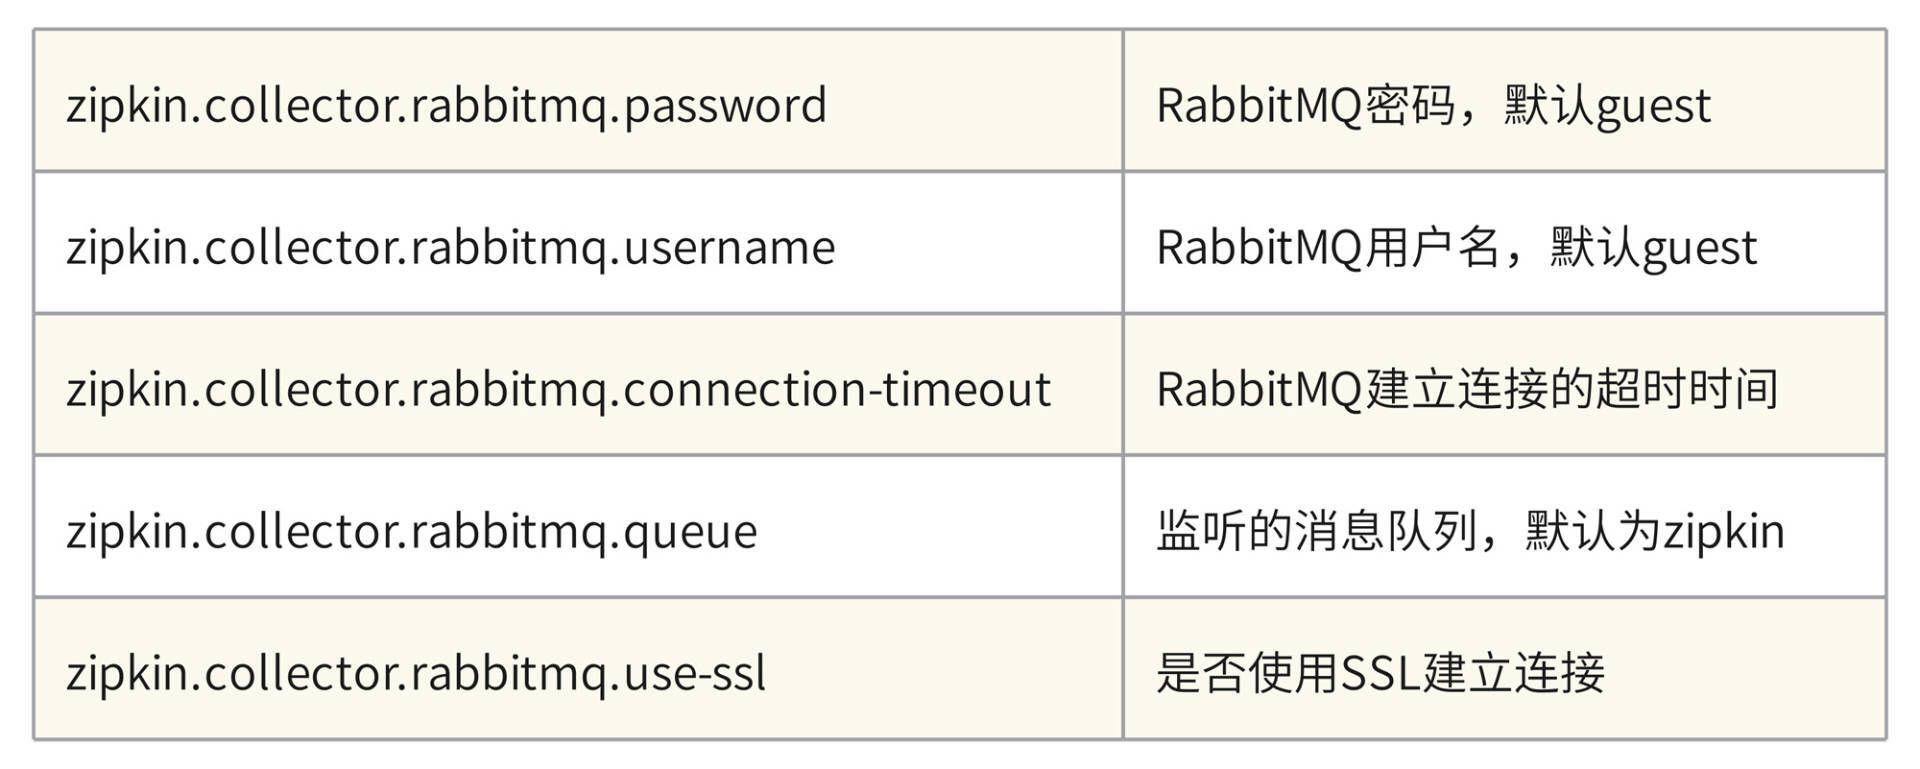 zipkin.collector.rabbitmq.password
RabbitMQ密码，默认guest
zipkin.collector.rabbitmq.username
RabbitMQ用户名，默认guest
zipkin.collector.rabbitmq.connection-timeout
RabbitMQ建立连接的超时时间
zipkin.collector.rabbitmq.queue
监听的消息队列，默认为zipkin
zipkin.collector.rabbitmq.use-ssl
是否使用SSL建立连接